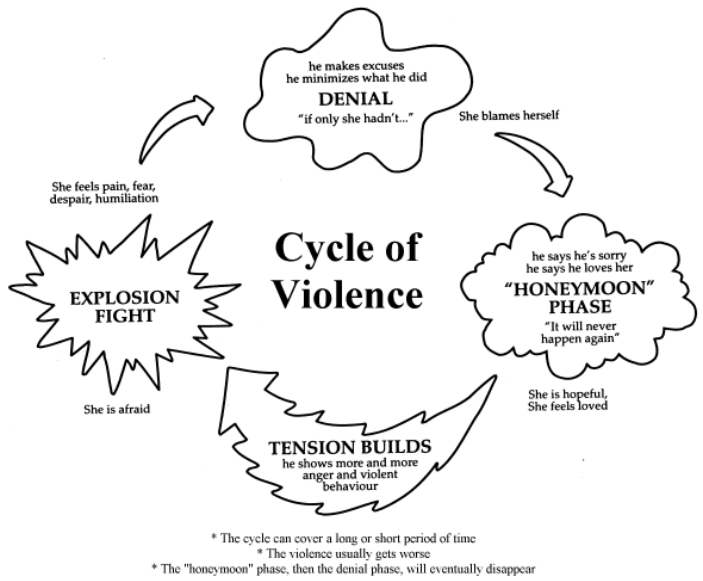 he makes excuses
he minimizes what he did
DENIAL
"if only she hadn't..."
She blames herself
She feels pain, fear,
despair, humiliation
Cycle of
Violence
he says he's sorry
he says he loves her
"HONEYMOON"
PHASE
"It will never
happen again"
EXPLOSION
FIGHT
She is hopeful,
She feels loved
She is afraid
TENSION BUILDS
he shows more and more
anger and violent
behaviour
* The cycle can cover a long or short period of time
* The violence usually gets worse
* The "honeymoon" phase, then the denial phase, will eventually disappear